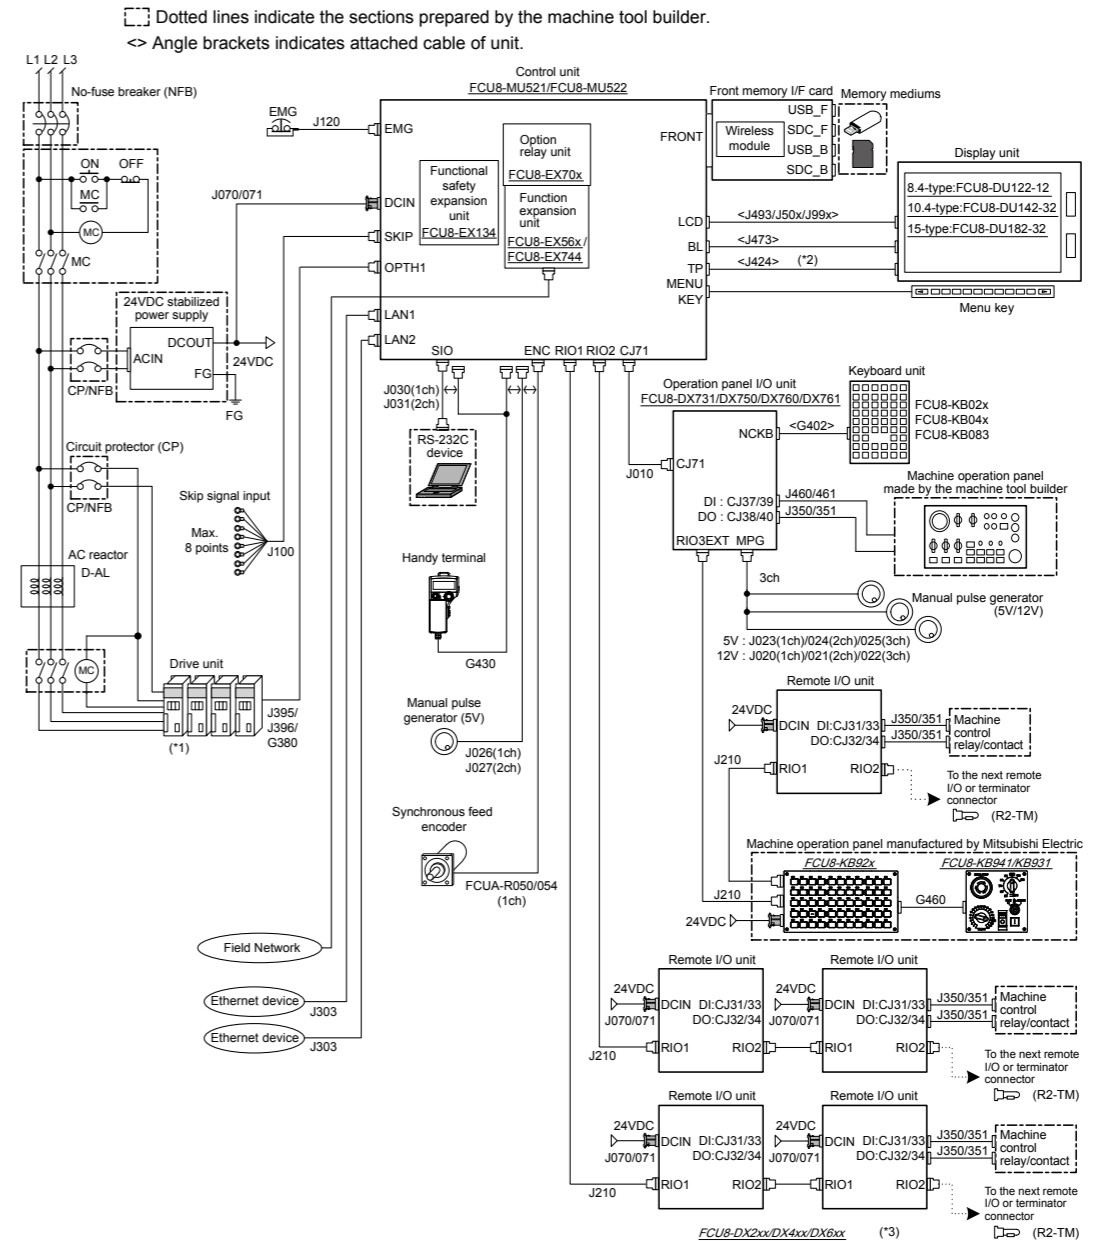 Dotted lines indicate the sections prepared by the machine tool builder.
<> Angle brackets indicates attached cable of unit.
L1 L2 L3
No-fuse breaker (NFB)
ON OFF
MC
MC
MC
24VDC stabilized
power supply
DCOUT
ACIN
FG
24VDC
FG
CP/NFB
Circuit protector (CP)
CP/NFB
AC reactor
D-AL
MC
Drive unit
(*1)
J395/
J396/
G380
EMG
J120
J070/071
Skip signal input
Max.
8 points
J100
Control unit
FCU8-MU521/FCU8-MU522
EMG
DCIN
SKIP
OPTH1
LAN1
LAN2
Functional
safety
expansion
unit
FCU8-EX134
Option
relay unit
FCU8-EX70x
Function
expansion
unit
FCU8-EX56x /
FCU8-EX744
FRONT
LCD
BL
TP
MENU
KEY
SIO
ENC RIO1 RIO2 CJ71
Front memory I/F card
USB_F
SDC_F
USB_B
SDC_B
Wireless
module
Memory mediums
Display unit
8.4-type:FCU8-DU122-12
10.4-type:FCU8-DU142-32
15-type:FCU8-DU182-32
<J493/J50x/J99x>
<J473>
<J424> (*2)
Menu key
J030(1ch)
J031(2ch)
RS-232C
device
Handy terminal
G430
Manual pulse
generator (5V)
J026(1ch)
J027(2ch)
Synchronous feed
encoder
FCUA-R050/054
(1ch)
Field Network
Ethernet device
J303
Ethernet device
J303
Operation panel I/O unit
FCU8-DX731/DX750/DX760/DX761
J010
CJ71
NCKB
<G402>
DI : CJ37/39
DO : CJ38/40
RIO3EXT MPG
Keyboard unit
FCU8-KB02x
FCU8-KB04x
FCU8-KB083
J460/461
J350/351
Machine operation panel
made by the machine tool builder
3ch
Manual pulse generator
(5V/12V)
5V : J023(1ch)/024(2ch)/025(3ch)
12V : J020(1ch)/021(2ch)/022(3ch)
Remote I/O unit
24VDC
DCIN DI:CJ31/33
DO:CJ32/34
J350/351
J350/351
Machine
control
relay/contact
J210
RIO1 RIO2
To the next remote
I/O or terminator
connector
(R2-TM)
Machine operation panel manufactured by Mitsubishi Electric
FCU8-KB92x
FCU8-KB941/KB931
J210
24VDC
G460
Remote I/O unit
Remote I/O unit
24VDC
J070/071
DCIN DI:CJ31/33
DO:CJ32/34
24VDC
J070/071
DCIN DI:CJ31/33
DO:CJ32/34
J350/351
J350/351
Machine
control
relay/contact
J210
RIO1 RIO2
RIO1 RIO2
To the next remote
I/O or terminator
connector
(R2-TM)
Remote I/O unit
Remote I/O unit
24VDC
J070/071
DCIN DI:CJ31/33
DO:CJ32/34
24VDC
J070/071
DCIN DI:CJ31/33
DO:CJ32/34
J350/351
J350/351
Machine
control
relay/contact
J210
RIO1 RIO2
RIO1 RIO2
To the next remote
I/O or terminator
connector
(R2-TM)
FCU8-DX2xx/DX4xx/DX6xx (*3)